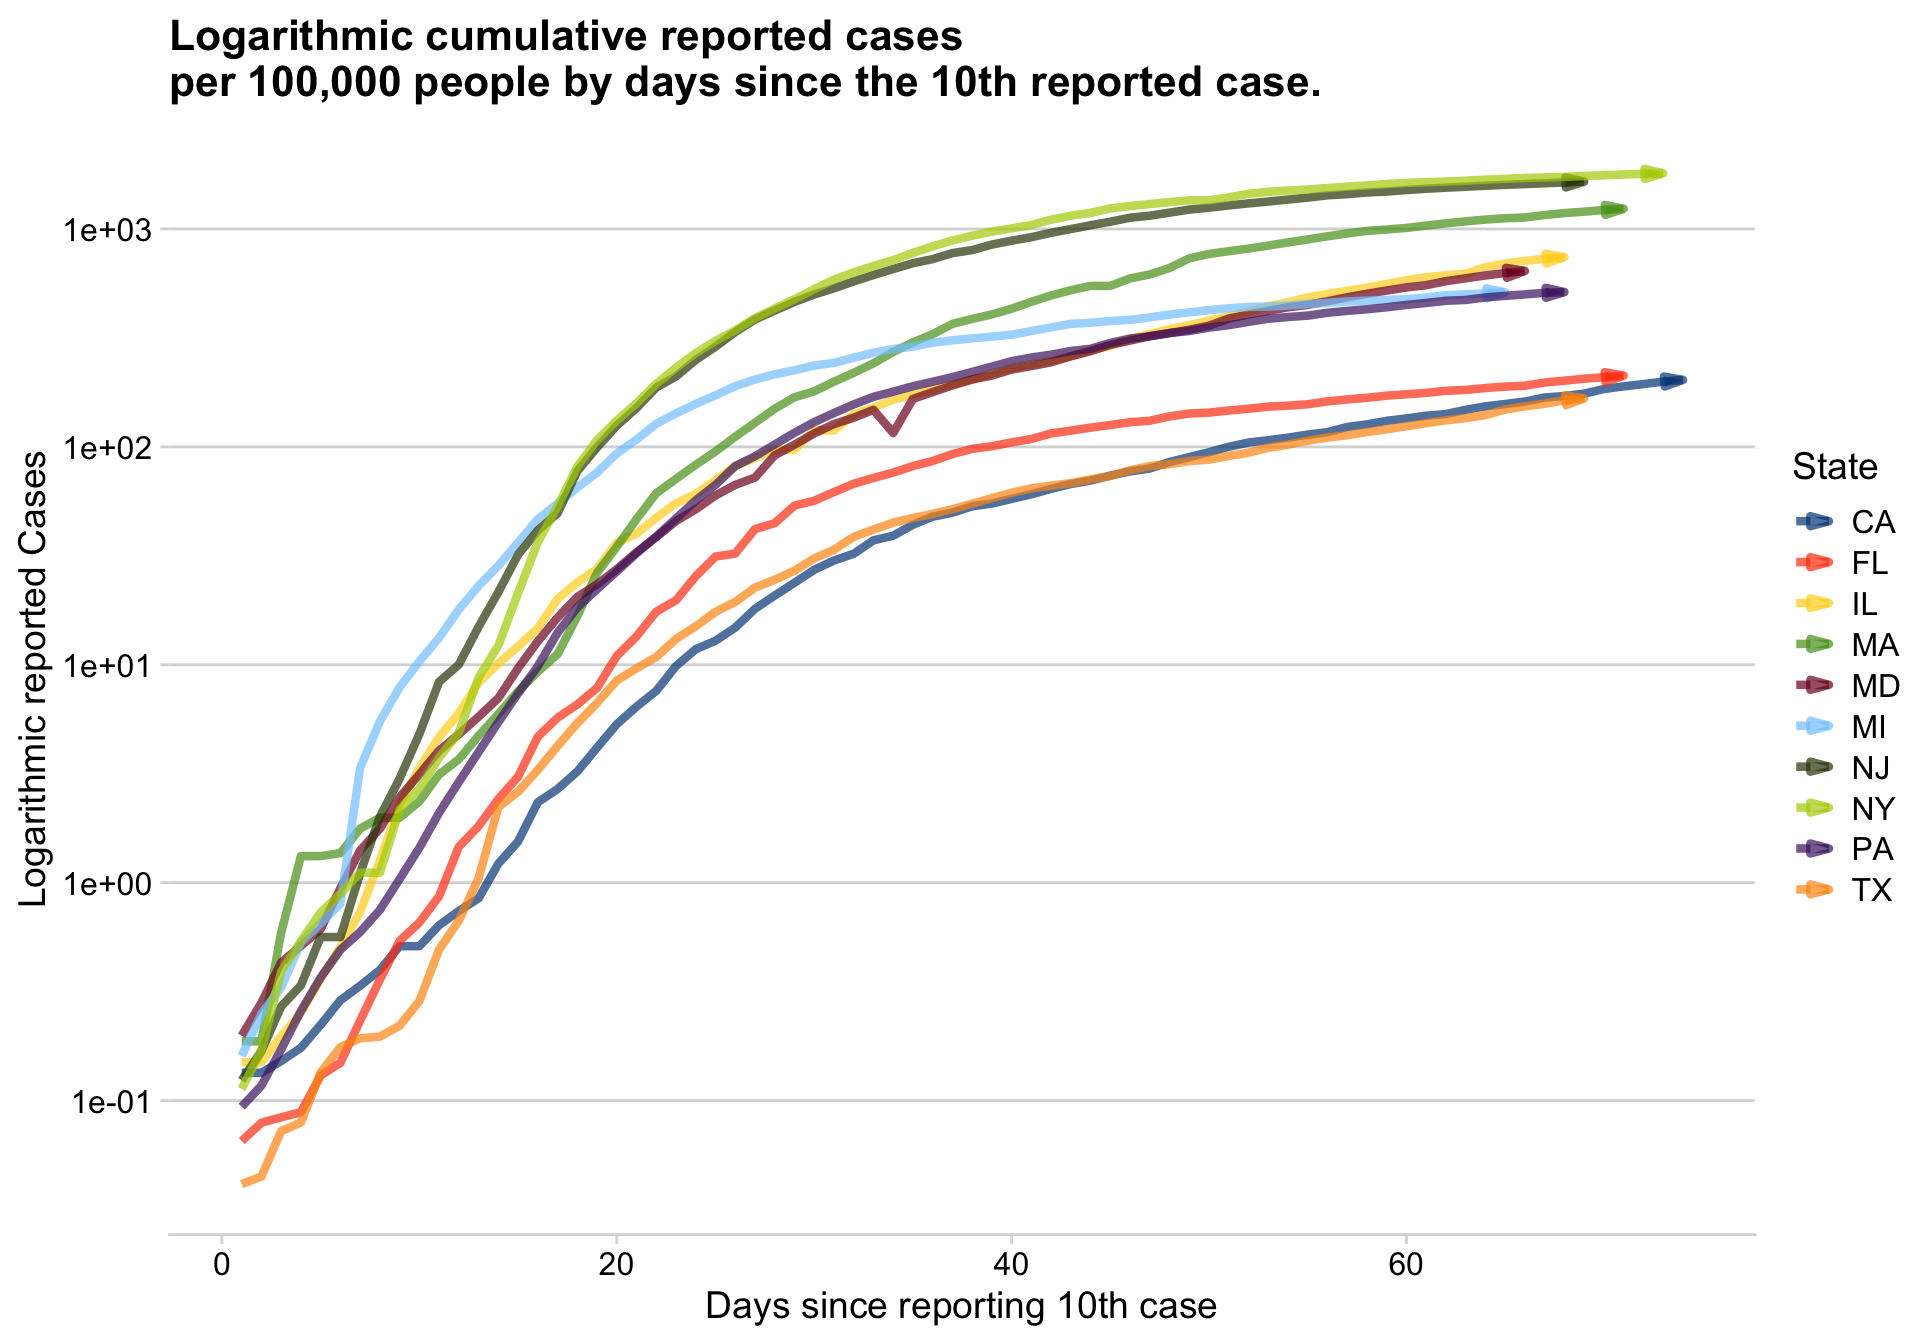 Logarithmic cumulative reported cases
per 100,000 people by days since the 10th reported case.
Logarithmic reported Cases
1e+03
1e+02
1e+01
1e+00
1e-01
0
20
40
60
Days since reporting 10th case
State
CA
FL
IL
MA
MD
MI
NJ
NY
PA
TX